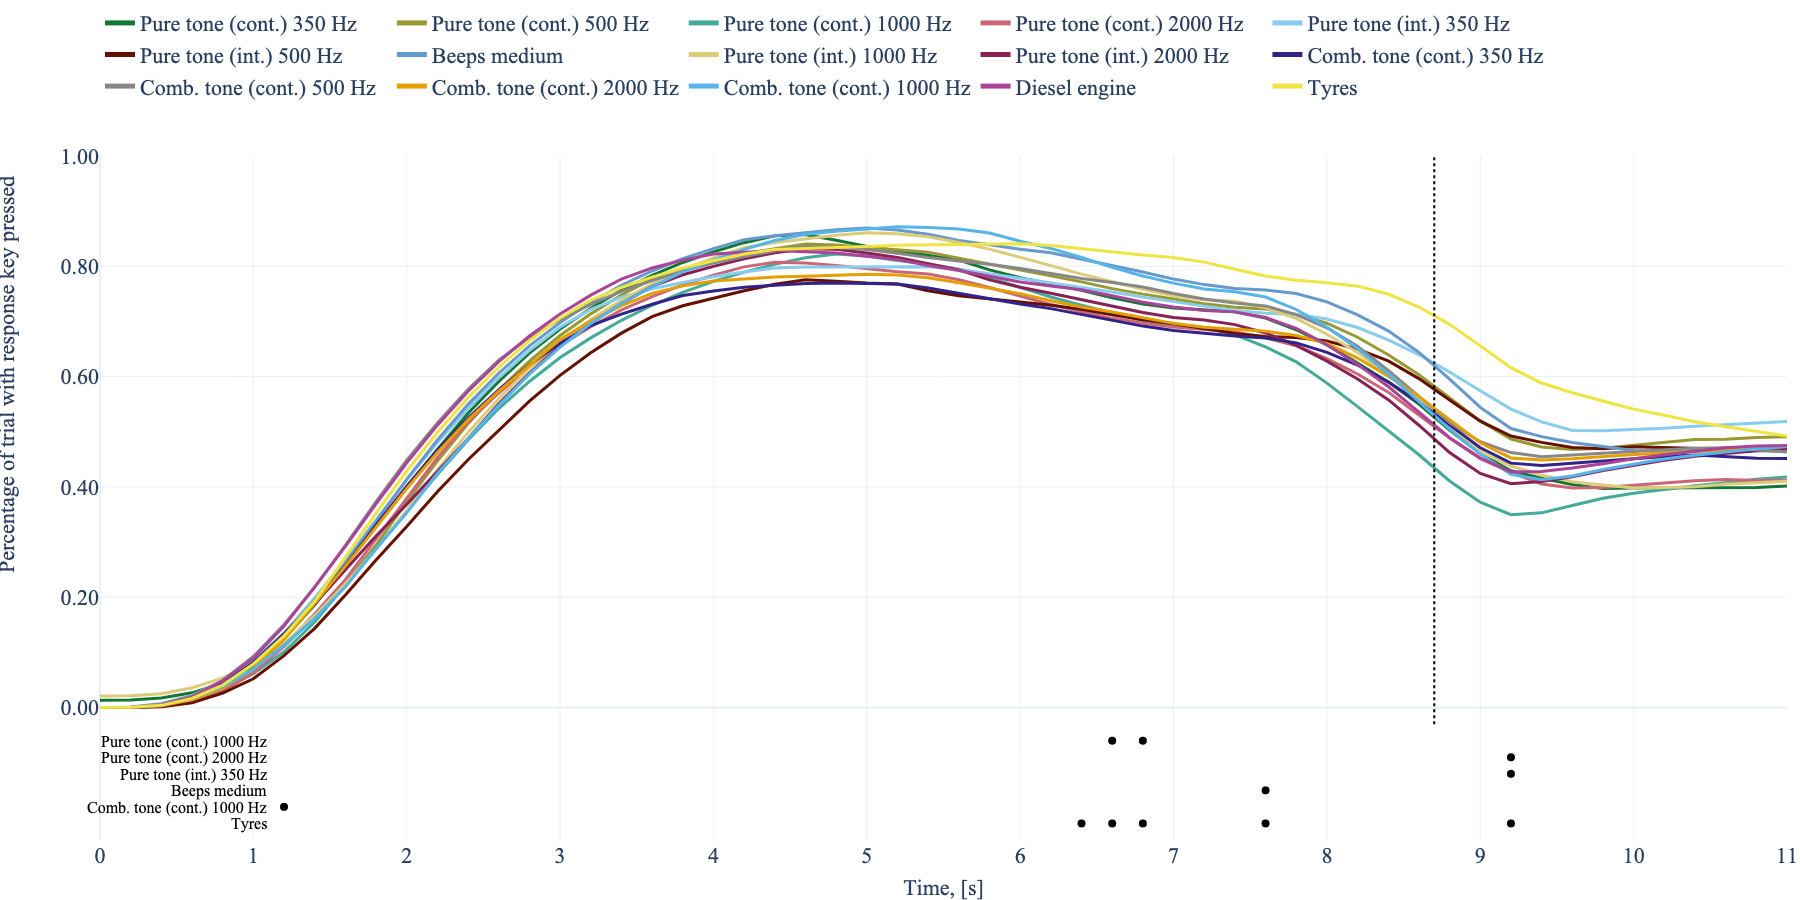 Pure tone (cont.) 350 Hz Pure tone (cont.) 500 Hz Pure tone (cont.) 1000 Hz Pure tone (cont.) 2000 Hz Pure tone (int.) 350 Hz
Pure tone (int.) 500 Hz Beeps medium Pure tone (int.) 1000 Hz Pure tone (int.) 2000 Hz Comb. tone (cont.) 350 Hz
Comb. tone (cont.) 500 Hz Comb. tone (cont.) 2000 Hz Comb. tone (cont.) 1000 Hz Diesel engine Tyres
Percentage of trial with response key pressed
1.00
0.80
0.60
0.40
0.20
0.00
Pure tone (cont.) 1000 Hz
Pure tone (cont.) 2000 Hz
Pure tone (int.) 350 Hz
Beeps medium
Comb. tone (cont.) 1000 Hz
Tyres
0 1 2 3 4 5 6 7 8 9 10 11
Time, [s]